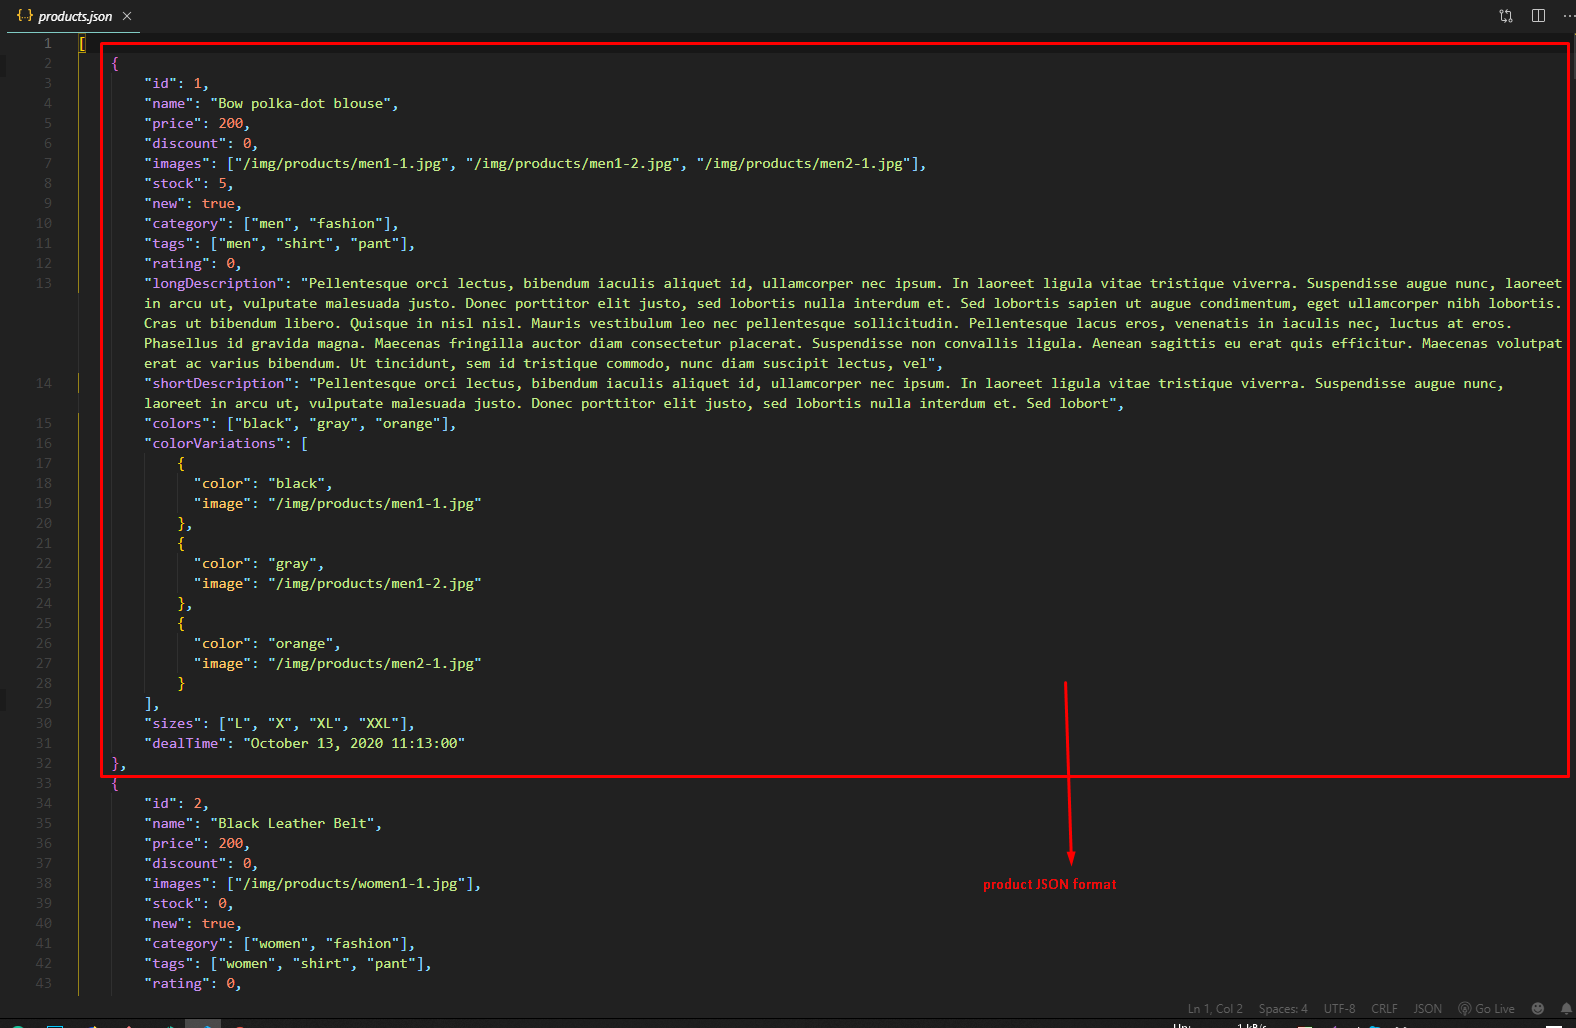 {..} products.json ×
1 [
2 {
3 "id": 1,
4 "name": "Bow polka-dot blouse",
5 "price": 200,
6 "discount": 0,
7 "images": ["/img/products/men1-1.jpg", "/img/products/men1-2.jpg", "/img/products/men2-1.jpg"],
8 "stock": 5,
9 "new": true,
10 "category": ["men", "fashion"],
11 "tags": ["men", "shirt", "pant"],
12 "rating": 0,
13 "longDescription": "Pellentesque orci lectus, bibendum iaculis aliquet id, ullamcorper nec ipsum. In laoreet ligula vitae tristique viverra. Suspendisse augue nunc, laoreet
in arcu ut, vulputate malesuada justo. Donec porttitor elit justo, sed lobortis nulla interdum et. Sed lobortis sapien ut augue condimentum, eget ullamcorper nibh lobortis.
Cras ut bibendum libero. Quisque in nisl nisl. Mauris vestibulum leo nec pellentesque sollicitudin. Pellentesque lacus eros, venenatis in iaculis nec, luctus at eros.
Phasellus id gravida magna. Maecenas fringilla auctor diam consectetur placerat. Suspendisse non convallis ligula. Aenean sagittis eu erat quis efficitur. Maecenas volutpat
erat ac varius bibendum. Ut tincidunt, sem id tristique commodo, nunc diam suscipit lectus, vel",
14 "shortDescription": "Pellentesque orci lectus, bibendum iaculis aliquet id, ullamcorper nec ipsum. In laoreet ligula vitae tristique viverra. Suspendisse augue nunc,
laoreet in arcu ut, vulputate malesuada justo. Donec porttitor elit justo, sed lobortis nulla interdum et. Sed lobort",
15 "colors": ["black", "gray", "orange"],
16 "colorVariations": [
17 {
18 "color": "black",
19 "image": "/img/products/men1-1.jpg"
20 },
21 {
22 "color": "gray",
23 "image": "/img/products/men1-2.jpg"
24 },
25 {
26 "color": "orange",
27 "image": "/img/products/men2-1.jpg"
28 }
29 ],
30 "sizes": ["L", "X", "XL", "XXL"],
31 "dealTime": "October 13, 2020 11:13:00"
32 },
33 {
34 "id": 2,
35 "name": "Black Leather Belt",
36 "price": 200,
37 "discount": 0,
38 "images": ["/img/products/women1-1.jpg"],
product JSON format
39 "stock": 0,
40 "new": true,
41 "category": ["women", "fashion"],
42 "tags": ["women", "shirt", "pant"],
43 "rating": 0,
Ln 1, Col 2 Spaces: 4 UTF-8 CRLF JSON Go Live